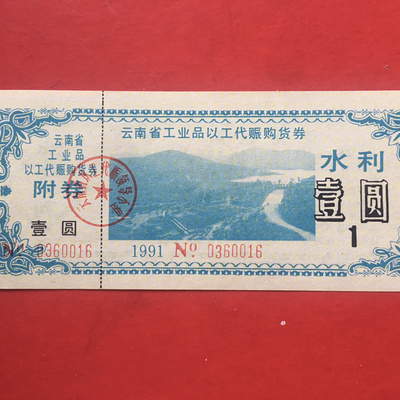 云南省
工业品
以工代赈购货券
附券
壹圆
No 0360016
云南省工业品以工代赈购货券
水利
壹圆
1
1991 No. 0360016